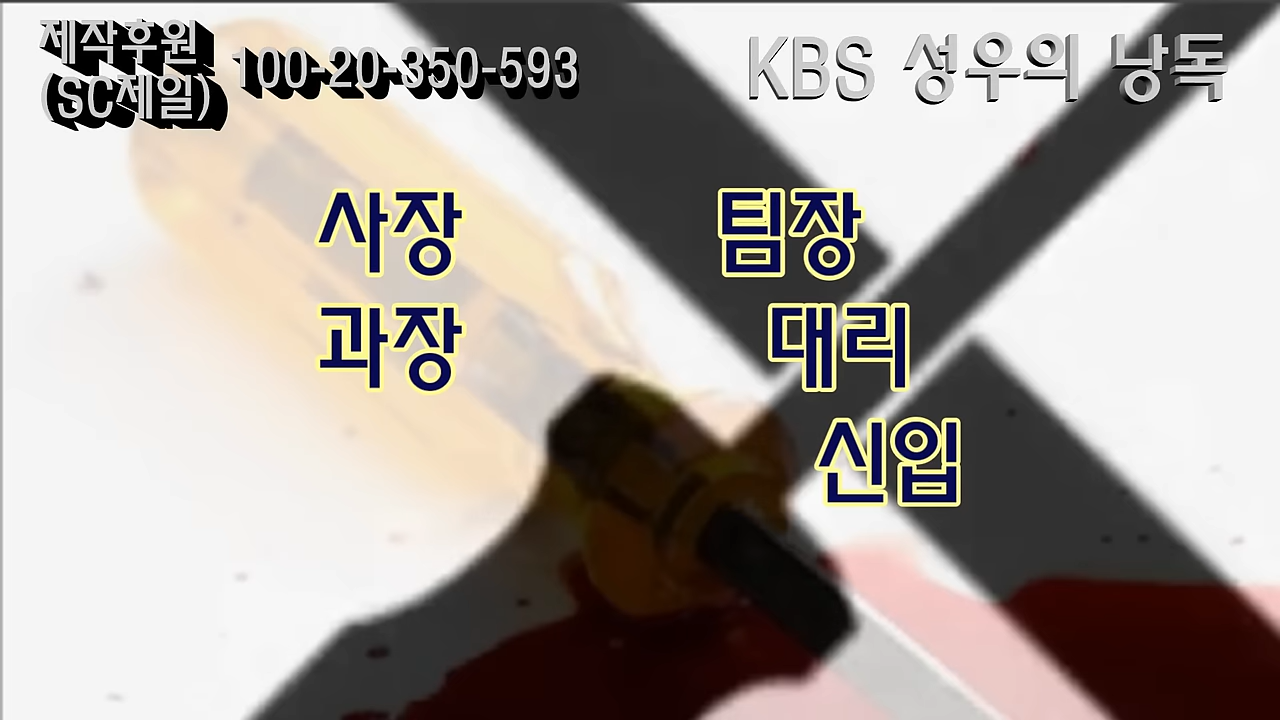 제작후원
(SC제일)
100-20-350-593
KBS 성우의 낭독
사장 팀장
과장 대리
신입